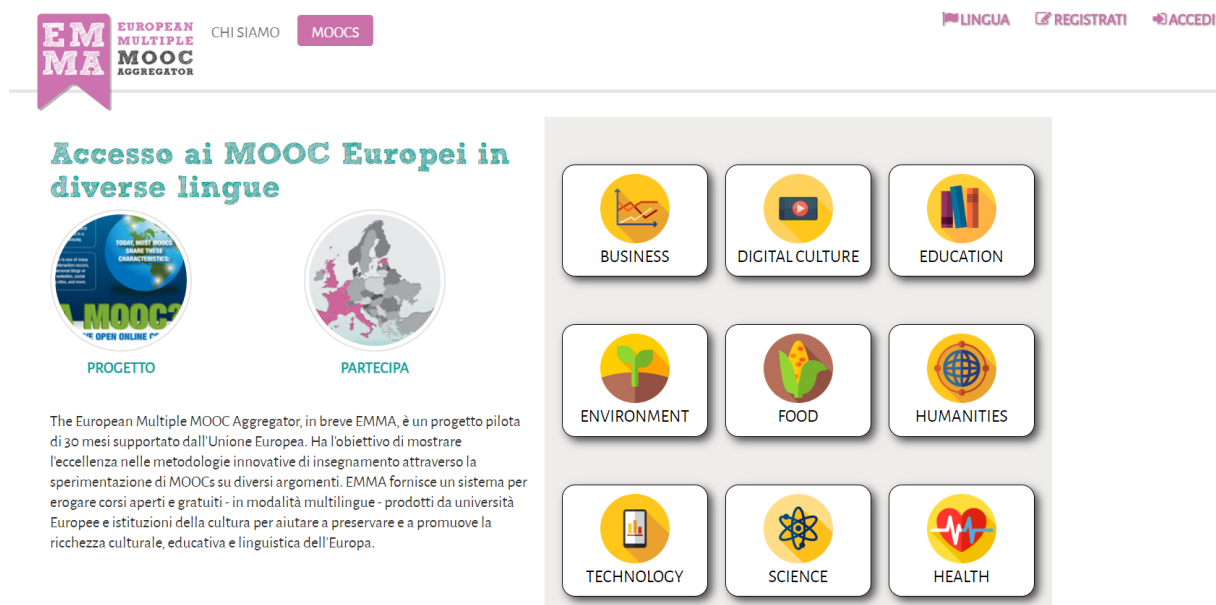 EMMA
EUROPEAN
MULTIPLE
MOOC
AGGREGATOR
CHI SIAMO
MOOCS
LINGUA
REGISTRATI
ACCEDI
Accesso ai MOOC Europei in
diverse lingue
TODAY, MOST MOOCS
SHARE THESE
CHARACTERISTICS:
A MOOC?
OPEN ONLINE
PROGETTO
PARTECIPA
The European Multiple MOOC Aggregator, in breve EMMA, è un progetto pilota
di 30 mesi supportato dall'Unione Europea. Ha l'obiettivo di mostrare
l'eccellenza nelle metodologie innovative di insegnamento attraverso la
sperimentazione di MOOCs su diversi argomenti. EMMA fornisce un sistema per
erogare corsi aperti e gratuiti - in modalità multilingue - prodotti da università
Europee e istituzioni della cultura per aiutare a preservare e a promuove la
ricchezza culturale, educativa e linguistica dell'Europa.
BUSINESS
DIGITAL CULTURE
EDUCATION
ENVIRONMENT
FOOD
HUMANITIES
TECHNOLOGY
SCIENCE
HEALTH